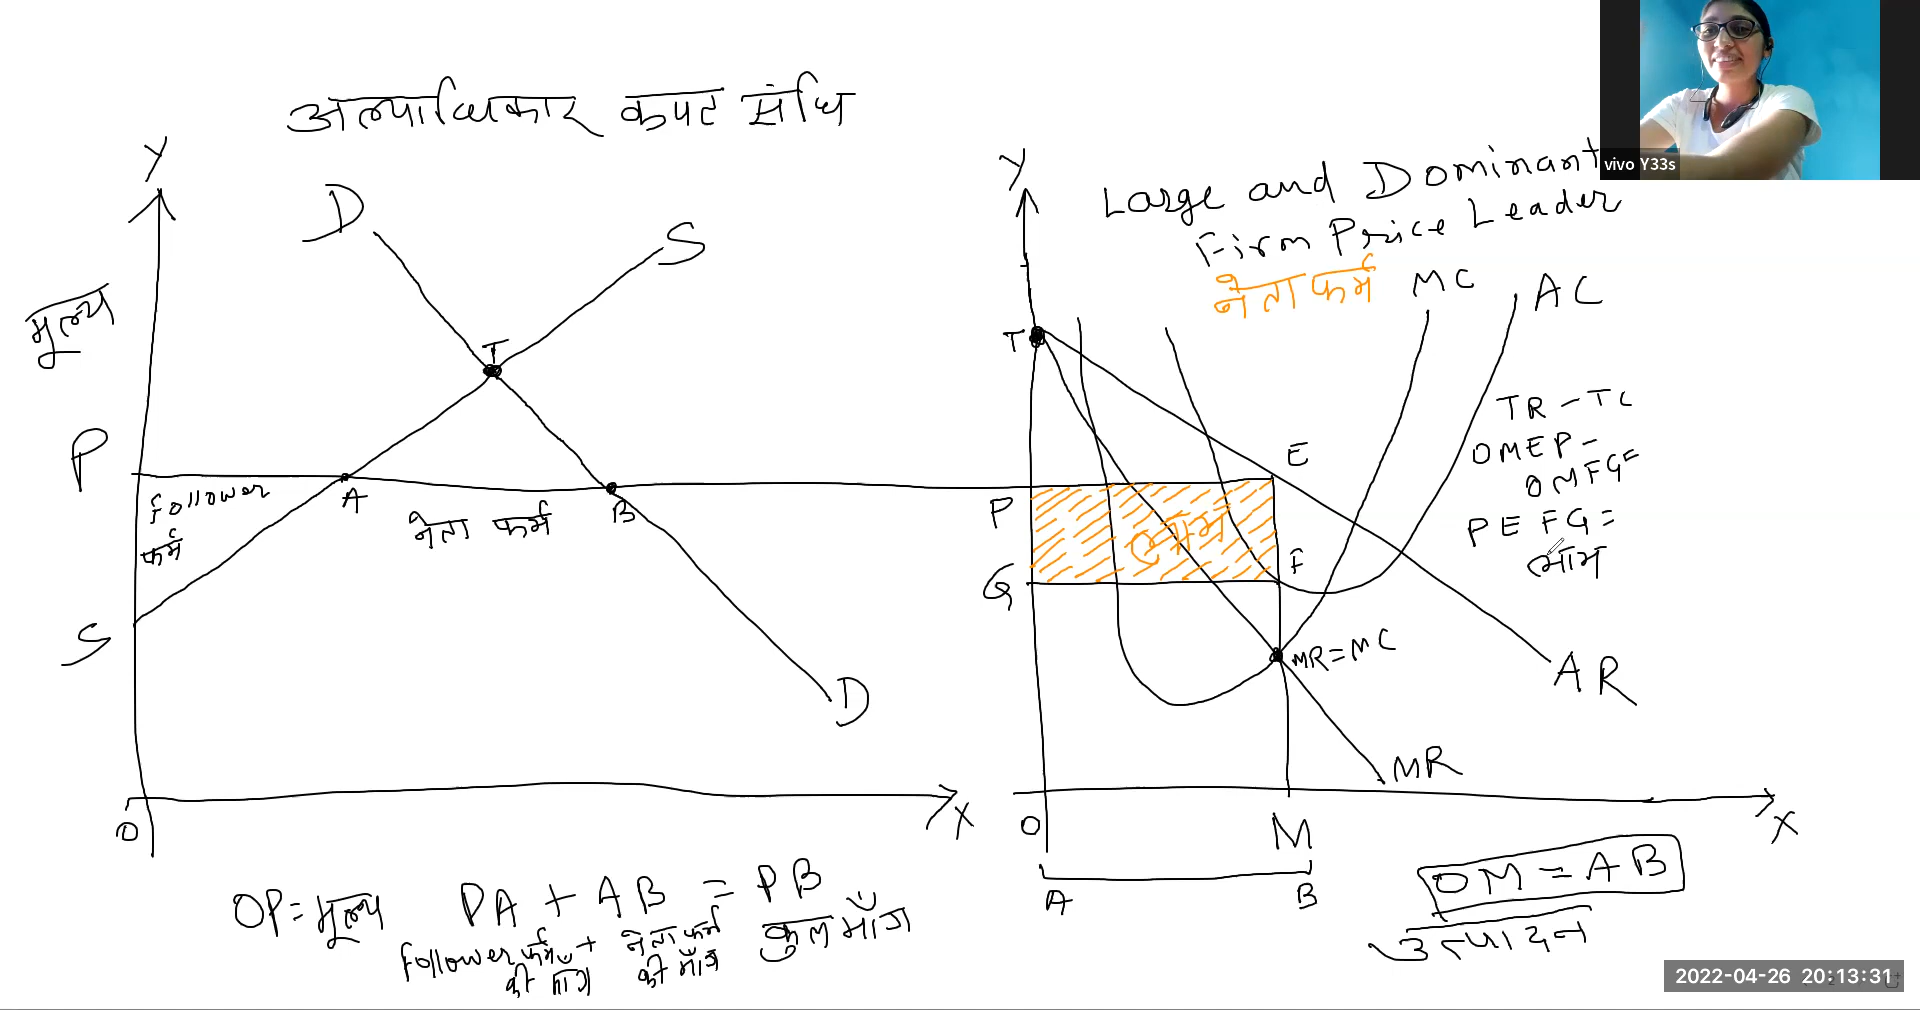 अल्पाधिकार कपट संधि
vivo Y33s
Y
D
S
मूल्य
T
P
Follower
फर्म
A
नेता फर्म
B
S
D
O
X
OP = मूल्य
PA + AB = PB
Follower फर्म की माँग + नेता फर्म की माँग
कुल माँग
Y
Large and Dominant
Firm Price Leader
नेता फर्म
MC
AC
T
E
P
लाभ
G
F
MR = MC
AR
MR
TR - TC
OMEP -
OMFG =
PEFG =
O
M
X
A
B
OM = AB
उत्पादन
2022-04-26 20:13:31